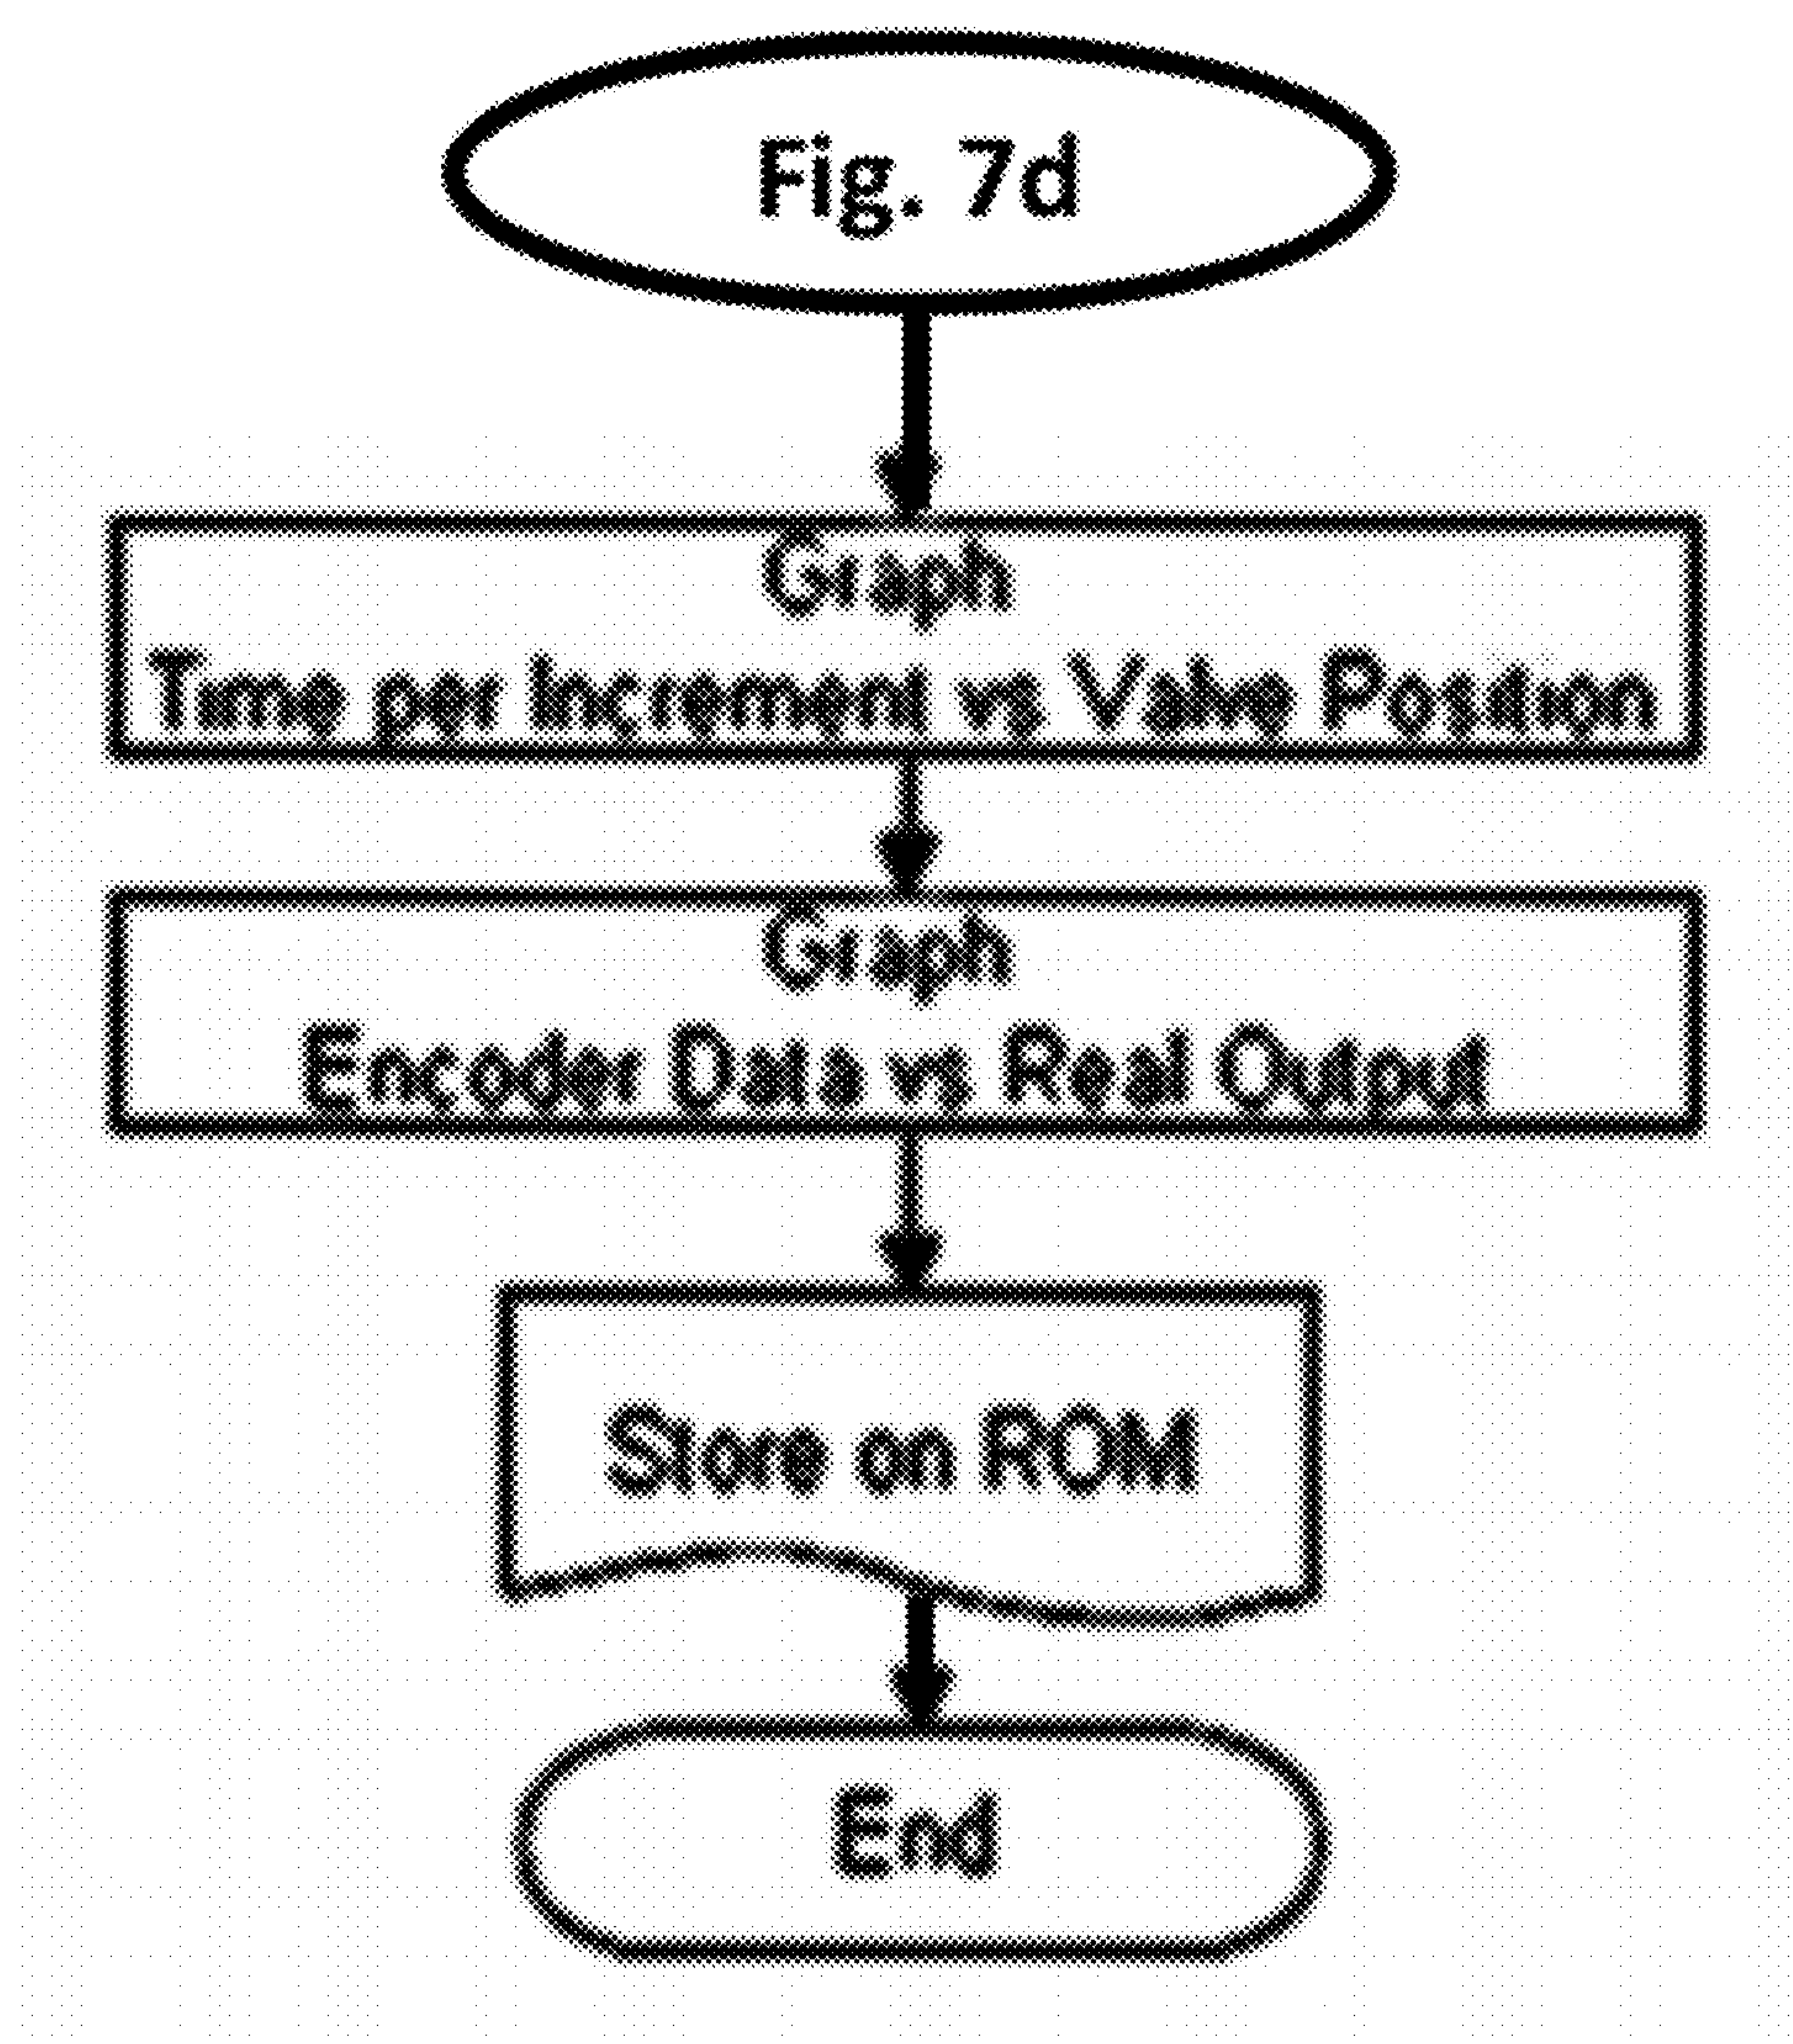 Fig. 7d
Graph
Time per Increment vs Valve Position
Graph
Encoder Data vs Real Output
Store on ROM
End